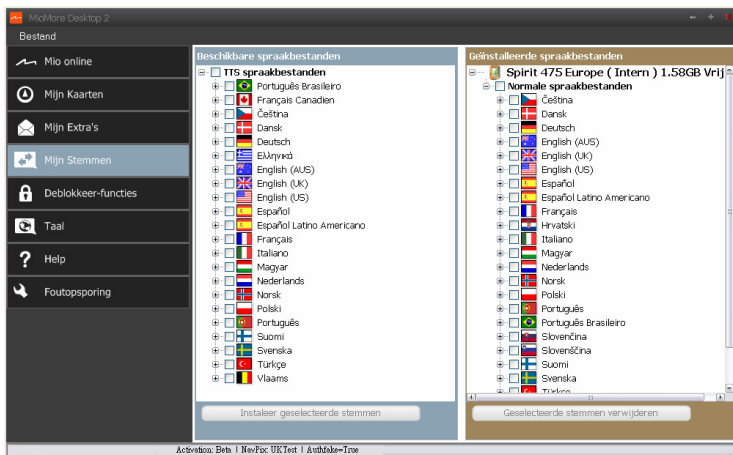 MioMore Desktop 2
Bestand
Mio online
Mijn Kaarten
Mijn Extra's
Mijn Stemmen
Deblokkeer-functies
Taal
Help
Foutopsporing
Beschikbare spraakbestanden
TTS spraakbestanden
Português Brasileiro
Français Canadien
Čeština
Dansk
Deutsch
Ελληνικά
English (AUS)
English (UK)
English (US)
Español
Español Latino Americano
Français
Italiano
Magyar
Nederlands
Norsk
Polski
Português
Suomi
Svenska
Türkçe
Vlaams
Instaleer geselecteerde stemmen
Geïnstalleerde spraakbestanden
Spirit 475 Europe ( Intern ) 1.58GB Vrij
Normale spraakbestanden
Čeština
Dansk
Deutsch
English (AUS)
English (UK)
English (US)
Español
Español Latino Americano
Français
Hrvatski
Italiano
Magyar
Nederlands
Norsk
Polski
Português
Português Brasileiro
Slovenčina
Slovenščina
Suomi
Svenska
Türkçe
Geselecteerde stemmen verwijderen
Activation: Beta | NavPix: UKTest | Authfake=True